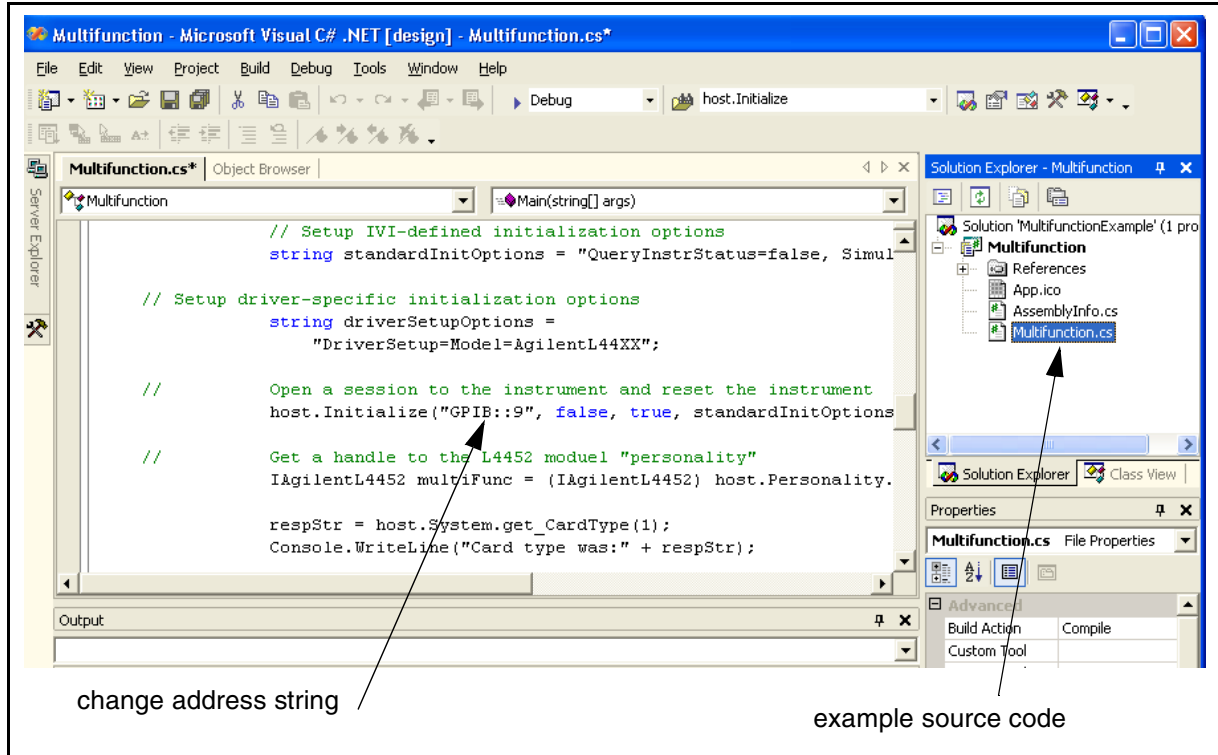 Multifunction - Microsoft Visual C# .NET [design] - Multifunction.cs*
File Edit View Project Build Debug Tools Window Help
Debug host.Initialize
Multifunction.cs* Object Browser
Multifunction Main(string[] args)
Server Explorer
// Setup IVI-defined initialization options
string standardInitOptions = "QueryInstrStatus=false, Simul
// Setup driver-specific initialization options
string driverSetupOptions =
"DriverSetup=Model=AgilentL44XX";
// Open a session to the instrument and reset the instrument
host.Initialize("GPIB::9", false, true, standardInitOptions
// Get a handle to the L4452 moduel "personality"
IAgilentL4452 multiFunc = (IAgilentL4452) host.Personality.
respStr = host.System.get_CardType(1);
Console.WriteLine("Card type was:" + respStr);
Output
Solution Explorer - Multifunction
Solution 'MultifunctionExample' (1 pro
Multifunction
References
App.ico
AssemblyInfo.cs
Multifunction.cs
Solution Explorer Class View
Properties
Multifunction.cs File Properties
Advanced
Build Action Compile
Custom Tool
change address string
example source code